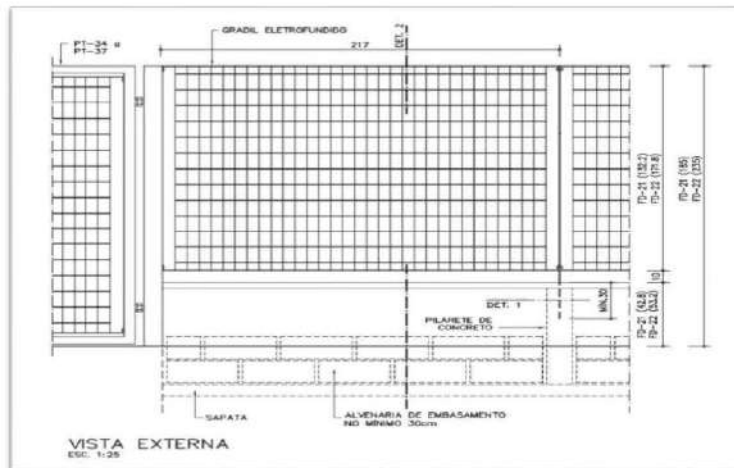 PT-34 e
PT-37
GRADIL ELETROFUNDIDO
217
DET. 2
FD-21 (132.2)
FD-22 (171.8)
FD-21 (185)
FD-22 (235)
10
FD-21 (42.8)
FD-22 (53.2)
MÍN.30
DET. 1
PILARETE DE
CONCRETO
SAPATA
ALVENARIA DE EMBASAMENTO
NO MÍNIMO 30cm
VISTA EXTERNA
ESC. 1:25